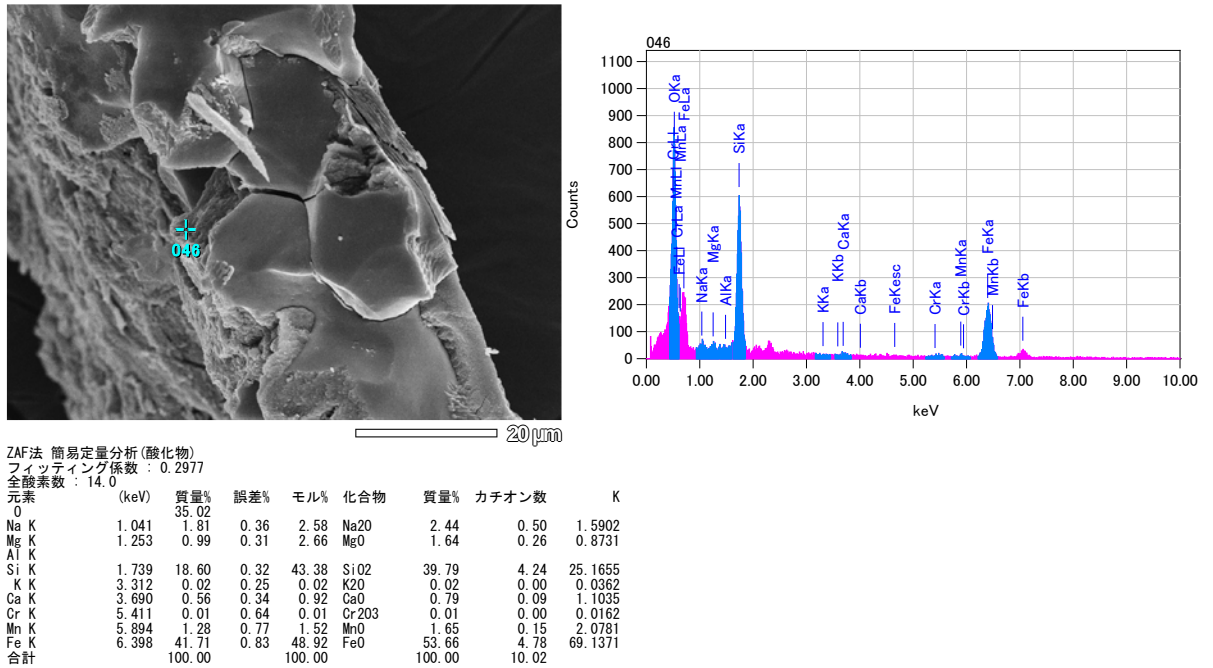 046
20 μm
046
Counts
1100
1000
900
800
700
600
500
400
300
200
100
0
OKa
FeLa
MnLa
CrLl
MnLl
CrLa
FeLl
NaKa
MgKa
AlKa
SiKa
KKa
KKb
CaKa
CaKb
FeKesc
CrKa
CrKb
MnKa
FeKa
MnKb
FeKb
0.00 1.00 2.00 3.00 4.00 5.00 6.00 7.00 8.00 9.00 10.00
keV
ZAF法 簡易定量分析(酸化物)
フィッティング係数 : 0.2977
全酸素数 : 14.0
元素 (keV) 質量% 誤差% モル% 化合物 質量% カチオン数 K
O 35.02
Na K 1.041 1.81 0.36 2.58 Na2O 2.44 0.50 1.5902
Mg K 1.253 0.99 0.31 2.66 MgO 1.64 0.26 0.8731
Al K
Si K 1.739 18.60 0.32 43.38 SiO2 39.79 4.24 25.1655
K K 3.312 0.02 0.25 0.02 K2O 0.02 0.00 0.0362
Ca K 3.690 0.56 0.34 0.92 CaO 0.79 0.09 1.1035
Cr K 5.411 0.01 0.64 0.01 Cr2O3 0.01 0.00 0.0162
Mn K 5.894 1.28 0.77 1.52 MnO 1.65 0.15 2.0781
Fe K 6.398 41.71 0.83 48.92 FeO 53.66 4.78 69.1371
合計 100.00 100.00 100.00 10.02